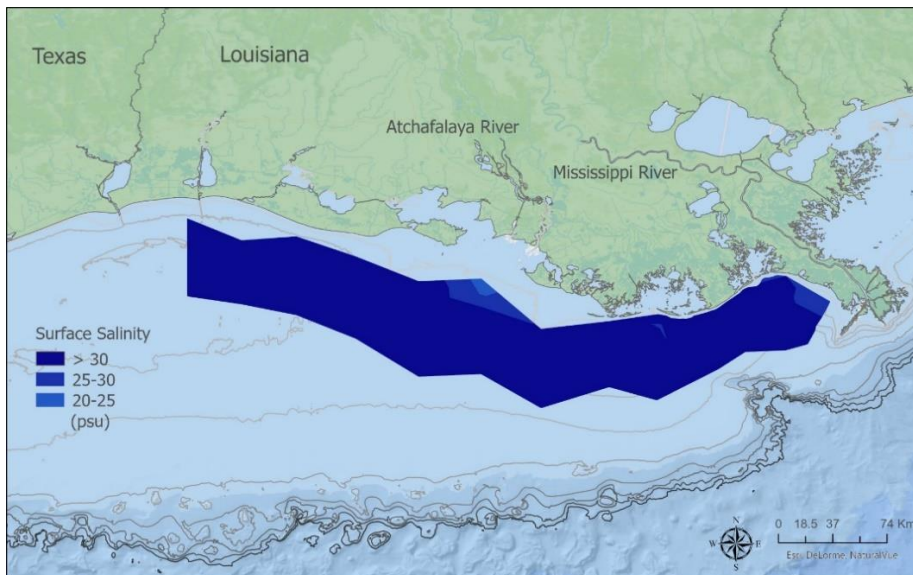 Texas
Louisiana
Atchafalaya River
Mississippi River
Surface Salinity
> 30
25-30
20-25
(psu)
N
W E
S
0 18.5 37 74 Km
Esri, DeLorme, NaturalVue